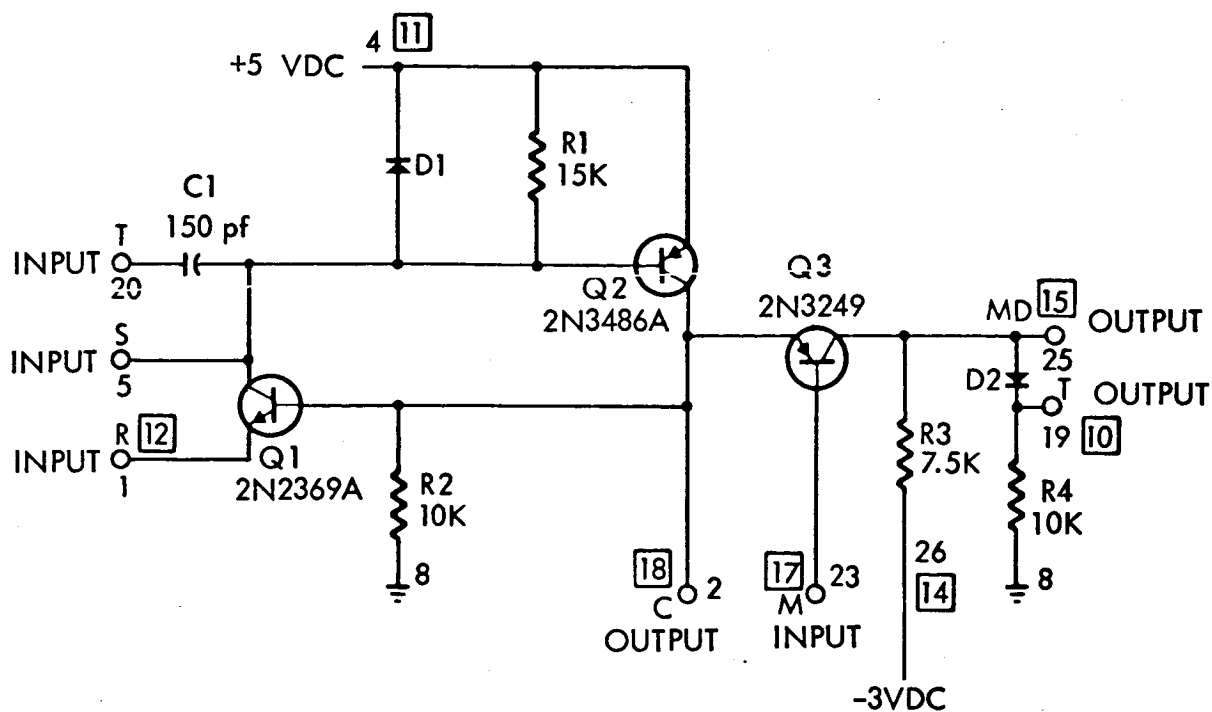 4 11
+5 VDC
D1
R1
15K
C1
150 pf
T
INPUT
20
Q2
2N3486A
Q3
2N3249
MD 15
OUTPUT
25
S
INPUT
5
D2
T
OUTPUT
19 10
R 12
INPUT
1
Q1
2N2369A
R2
10K
R3
7.5K
R4
10K
8
18
2
C
OUTPUT
17
23
M
INPUT
26
14
8
-3VDC